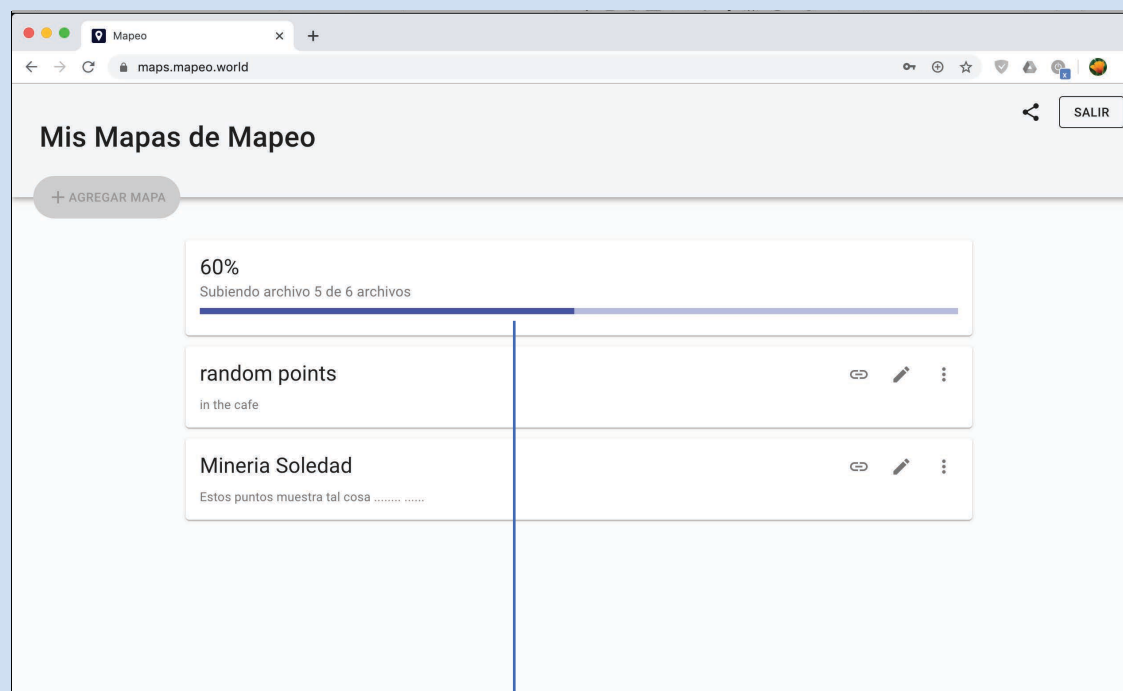 Mapeo
maps.mapeo.world
SALIR
Mis Mapas de Mapeo
+ AGREGAR MAPA
60%
Subiendo archivo 5 de 6 archivos
random points
in the cafe
Mineria Soledad
Estos puntos muestra tal cosa ........ ......